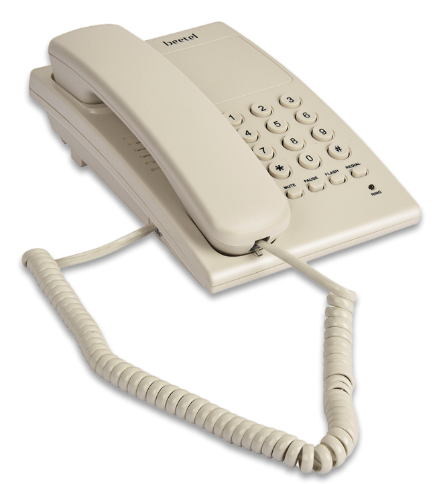 beetel
1 2 3
4 5 6
7 8 9
* 0 #
MUTE PAUSE FLASH REDIAL
RING